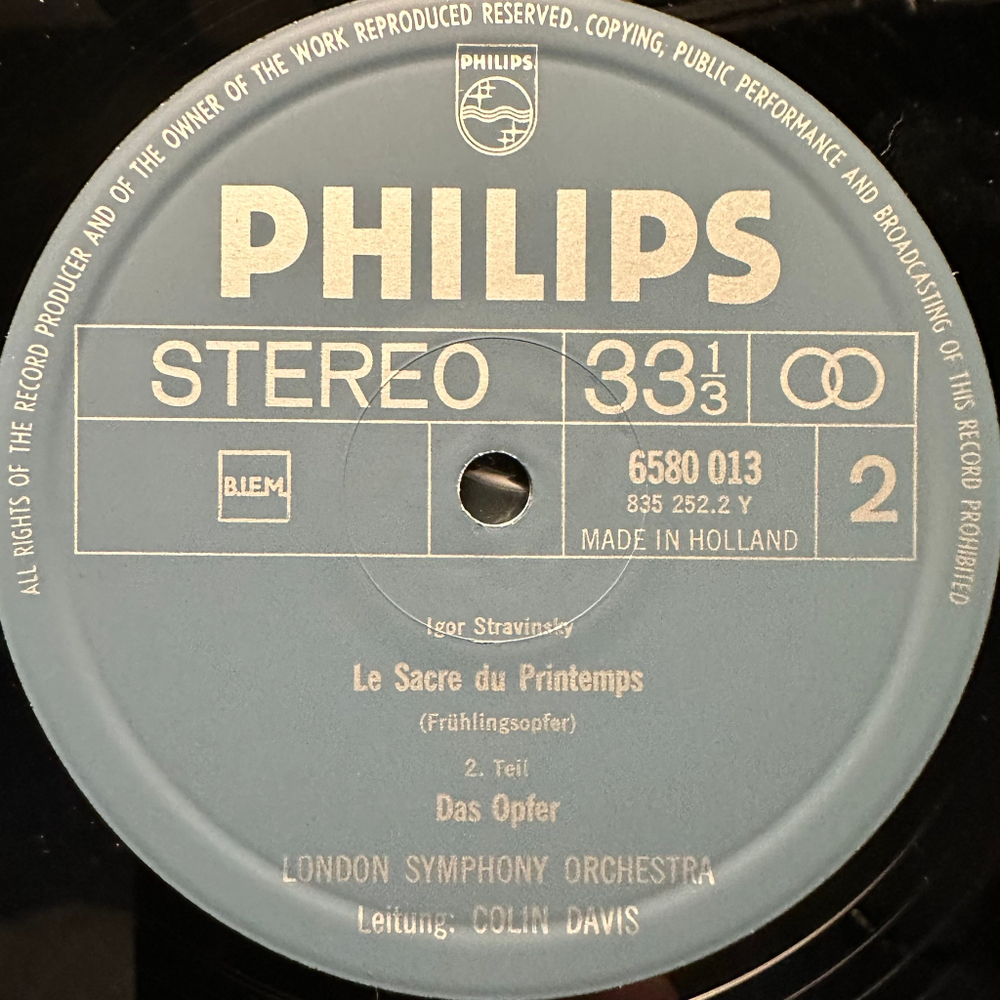 ALL RIGHTS OF THE RECORD PRODUCER AND OF THE OWNER OF THE WORK REPRODUCED RESERVED. COPYING, PUBLIC PERFORMANCE AND BROADCASTING OF THIS RECORD PROHIBITED
PHILIPS
PHILIPS
STEREO 33 1/3
B.I.E.M.
6580 013
835 252.2 Y
MADE IN HOLLAND
2
Igor Stravinsky
Le Sacre du Printemps
(Frühlingsopfer)
2. Teil
Das Opfer
LONDON SYMPHONY ORCHESTRA
Leitung: COLIN DAVIS